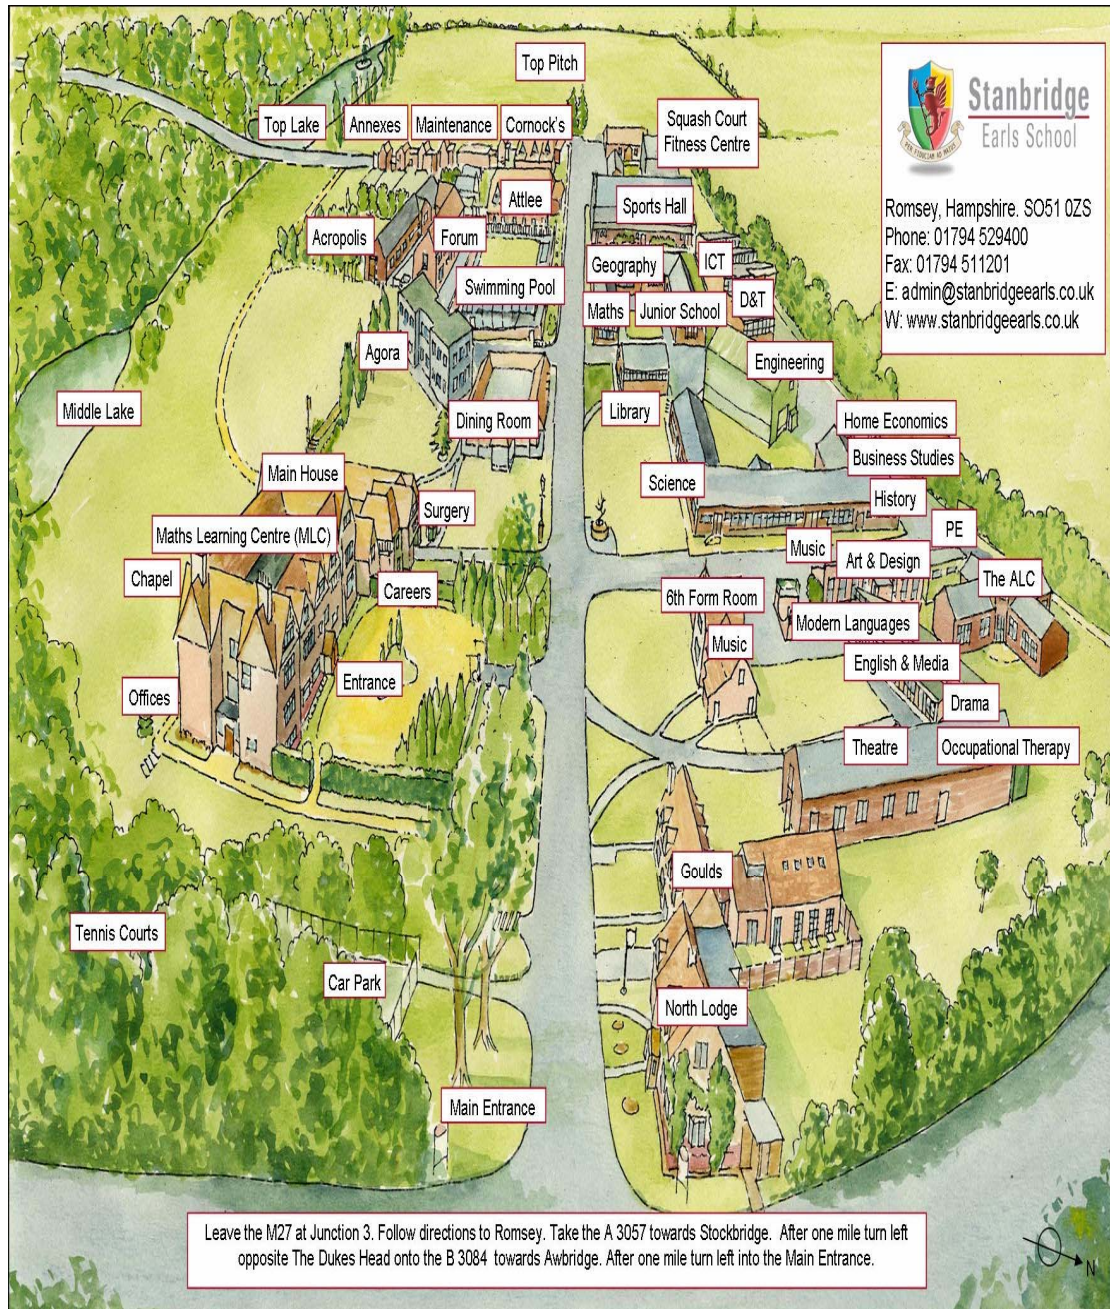 Top Pitch
Stanbridge
Earls School
Top Lake
Annexes
Maintenance
Cornock's
Squash Court
Fitness Centre
Attlee
Sports Hall
Romsey, Hampshire. SO51 0ZS
Phone: 01794 529400
Fax: 01794 511201
E: admin@stanbridgeearls.co.uk
W: www.stanbridgeearls.co.uk
Acropolis
Forum
Geography
ICT
Swimming Pool
D&T
Maths
Junior School
Agora
Engineering
Middle Lake
Dining Room
Library
Home Economics
Business Studies
Main House
Science
History
Surgery
Maths Learning Centre (MLC)
PE
Music
Art & Design
Chapel
The ALC
Careers
6th Form Room
Modern Languages
Music
English & Media
Entrance
Offices
Drama
Theatre
Occupational Therapy
Goulds
Tennis Courts
Car Park
North Lodge
Main Entrance
Leave the M27 at Junction 3. Follow directions to Romsey. Take the A 3057 towards Stockbridge. After one mile turn left
opposite The Dukes Head onto the B 3084 towards Awbridge. After one mile turn left into the Main Entrance.
N